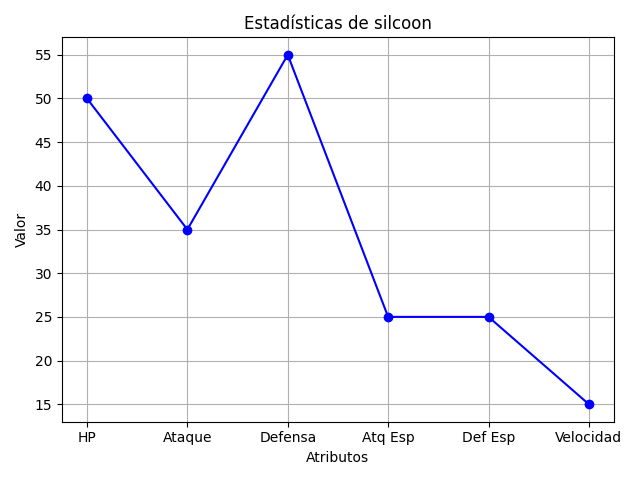 Estadísticas de silcoon
Valor
55
50
45
40
35
30
25
20
15
HP Ataque Defensa Atq Esp Def Esp Velocidad
Atributos